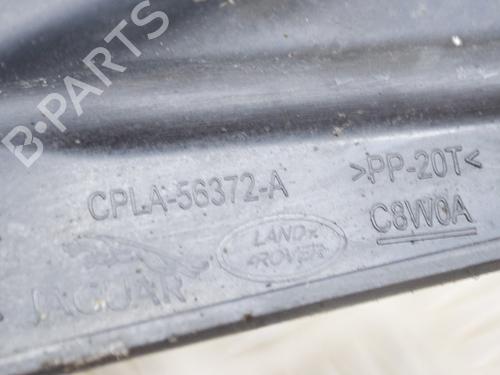 B-PARTS
CPLA-56372-A
>PP-20T<
C8W0A
LAND
ROVER
JAGUAR